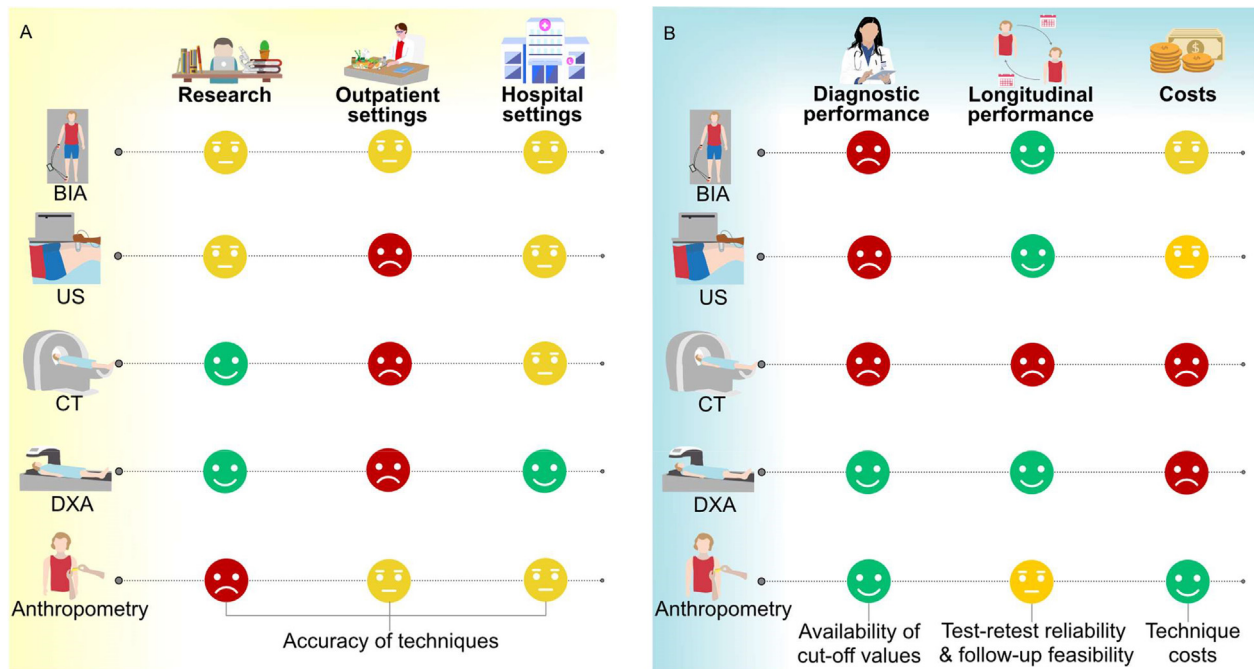 A
Research
Outpatient
settings
Hospital
settings
BIA
US
CT
DXA
Anthropometry
Accuracy of techniques
B
Diagnostic
performance
Longitudinal
performance
Costs
BIA
US
CT
DXA
Anthropometry
Availability of
cut-off values
Test-retest reliability
& follow-up feasibility
Technique
costs